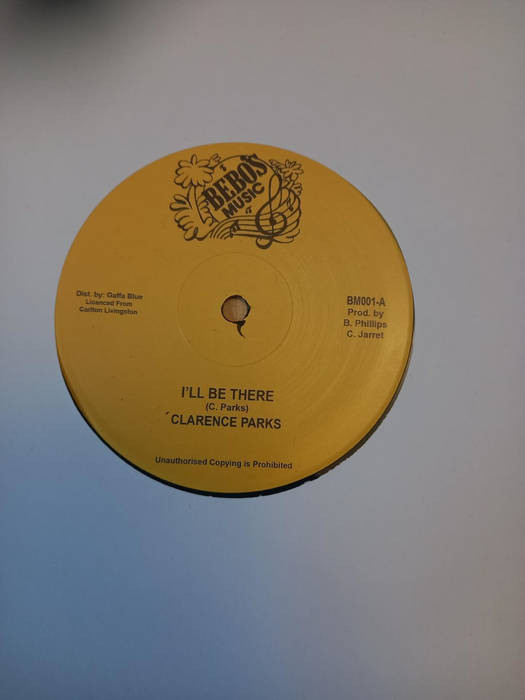 BEBO'S
MUSIC
Dist. by: Gaffa Blue
Licenced From
Carlton Livingston
BM001-A
Prod. by
B. Phillips
C. Jarret
I'LL BE THERE
(C. Parks)
CLARENCE PARKS
Unauthorised Copying is Prohibited